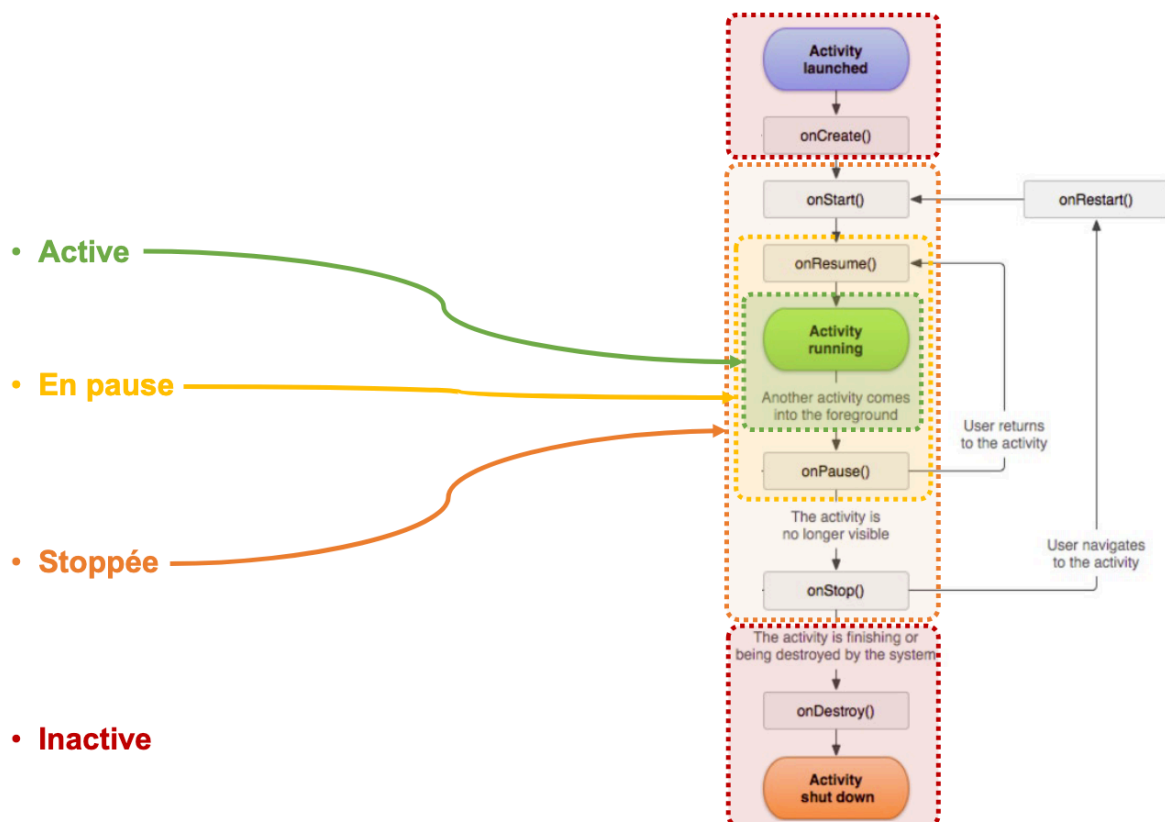 • Active
• En pause
• Stoppée
• Inactive
Activity
launched
onCreate()
onStart()
onRestart()
onResume()
Activity
running
Another activity comes
into the foreground
User returns
to the activity
onPause()
The activity is
no longer visible
User navigates
to the activity
onStop()
The activity is finishing or
being destroyed by the system
onDestroy()
Activity
shut down